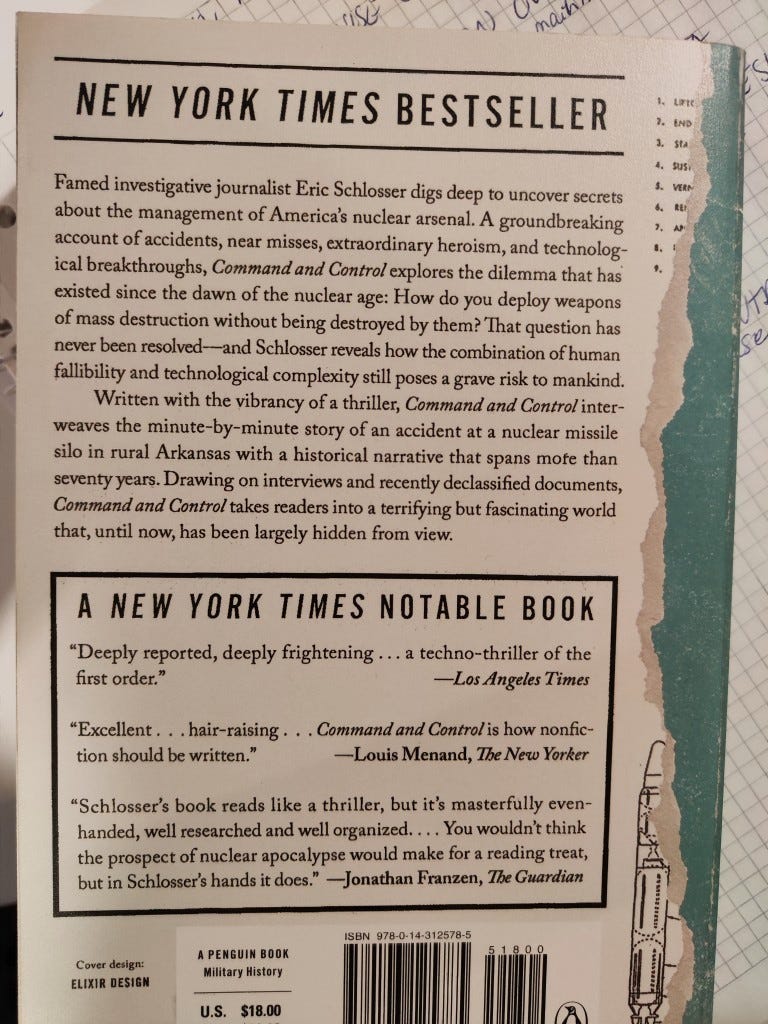 NEW YORK TIMES BESTSELLER
Famed investigative journalist Eric Schlosser digs deep to uncover secrets
about the management of America's nuclear arsenal. A groundbreaking
account of accidents, near misses, extraordinary heroism, and technolog-
ical breakthroughs, Command and Control explores the dilemma that has
existed since the dawn of the nuclear age: How do you deploy weapons
of mass destruction without being destroyed by them? That question has
never been resolved—and Schlosser reveals how the combination of human
fallibility and technological complexity still poses a grave risk to mankind.
Written with the vibrancy of a thriller, Command and Control inter-
weaves the minute-by-minute story of an accident at a nuclear missile
silo in rural Arkansas with a historical narrative that spans more than
seventy years. Drawing on interviews and recently declassified documents,
Command and Control takes readers into a terrifying but fascinating world
that, until now, has been largely hidden from view.
A NEW YORK TIMES NOTABLE BOOK
“Deeply reported, deeply frightening . . . a techno-thriller of the
first order.” —Los Angeles Times
“Excellent . . . hair-raising . . . Command and Control is how nonfic-
tion should be written.” —Louis Menand, The New Yorker
“Schlosser's book reads like a thriller, but it's masterfully even-
handed, well researched and well organized. . . . You wouldn't think
the prospect of nuclear apocalypse would make for a reading treat,
but in Schlosser's hands it does.” —Jonathan Franzen, The Guardian
Cover design:
ELIXIR DESIGN
A PENGUIN BOOK
Military History
U.S. $18.00
ISBN 978-0-14-312578-5
51800
1.
2. END
3.
4.
5.
6.
7.
8.
9.